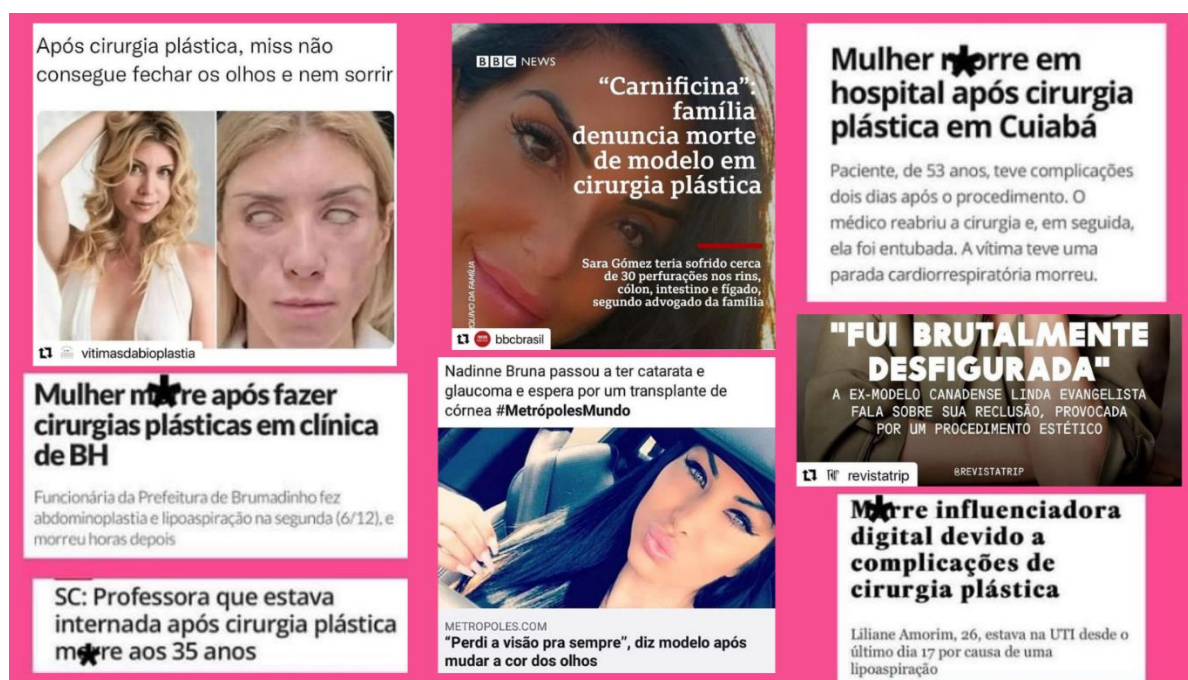 Após cirurgia plástica, miss não
consegue fechar os olhos e nem sorrir
vitimasdabioplastia
Mulher m*rre após fazer
cirurgias plásticas em clínica
de BH
Funcionária da Prefeitura de Brumadinho fez
abdominoplastia e lipoaspiração na segunda (6/12), e
morreu horas depois
SC: Professora que estava
internada após cirurgia plástica
mo*re aos 35 anos
BBC NEWS
“Carnificina”:
família
denuncia morte
de modelo em
cirurgia plástica
Sara Gómez teria sofrido cerca
de 30 perfurações nos rins,
cólon, intestino e fígado,
segundo advogado da família
DA FAMÍLIA
bbcbrasil
Nadinne Bruna passou a ter catarata e
glaucoma e espera por um transplante de
córnea #MetrópolesMundo
METROPOLES.COM
“Perdi a visão pra sempre”, diz modelo após
mudar a cor dos olhos
Mulher m*orre em
hospital após cirurgia
plástica em Cuiabá
Paciente, de 53 anos, teve complicações
dois dias após o procedimento. O
médico reabriu a cirurgia e, em seguida,
ela foi entubada. A vítima teve uma
parada cardiorrespiratória morreu.
"FUI BRUTALMENTE
DESFIGURADA"
A EX-MODELO CANADENSE LINDA EVANGELISTA
FALA SOBRE SUA RECLUSÃO, PROVOCADA
POR UM PROCEDIMENTO ESTÉTICO
revistatrip
@REVISTATRIP
M*rre influenciadora
digital devido a
complicações de
cirurgia plástica
Liliane Amorim, 26, estava na UTI desde o
último dia 17 por causa de uma
lipoaspiração